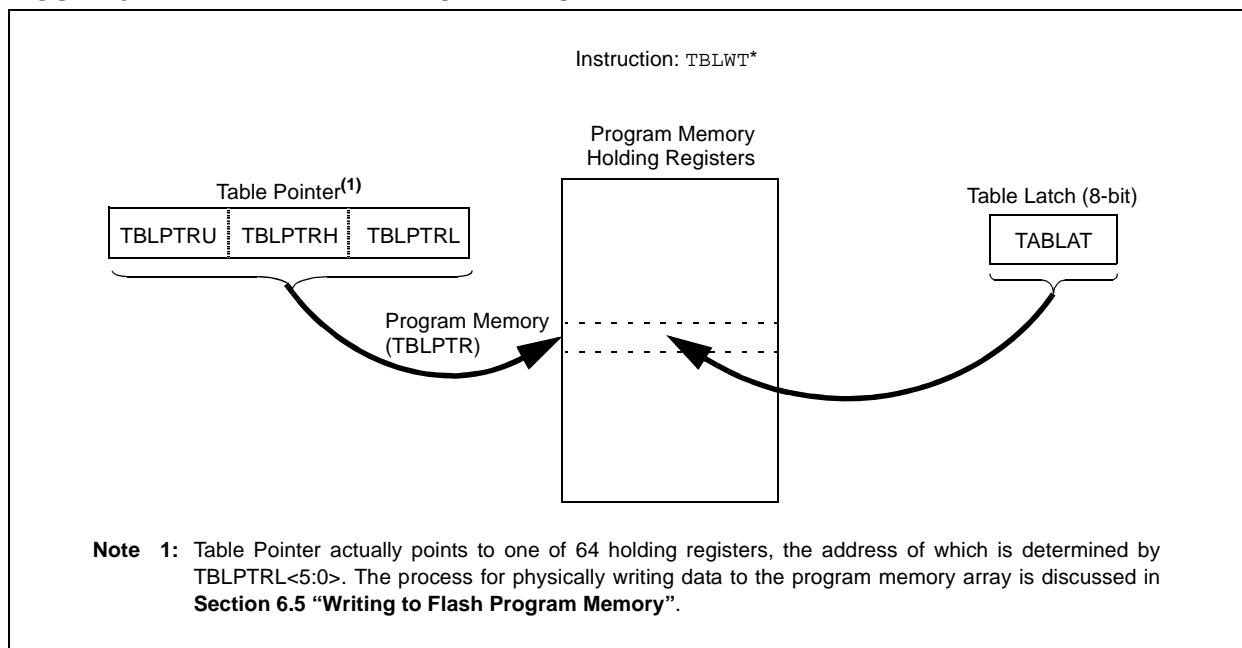 Instruction: TBLWT*
Program Memory
Holding Registers
Table Pointer(1)
Table Latch (8-bit)
TBLPTRU TBLPTRH TBLPTRL
TABLAT
Program Memory
(TBLPTR)
Note 1: Table Pointer actually points to one of 64 holding registers, the address of which is determined by
TBLPTRL<5:0>. The process for physically writing data to the program memory array is discussed in
Section 6.5 “Writing to Flash Program Memory”.